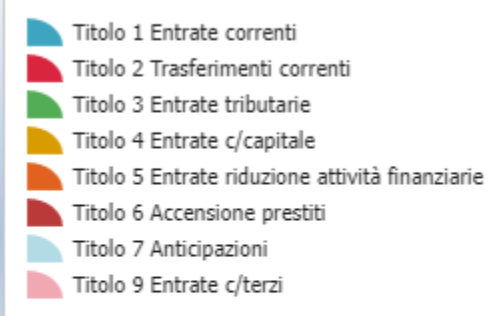 Titolo 1 Entrate correnti
Titolo 2 Trasferimenti correnti
Titolo 3 Entrate tributarie
Titolo 4 Entrate c/capitale
Titolo 5 Entrate riduzione attività finanziarie
Titolo 6 Accensione prestiti
Titolo 7 Anticipazioni
Titolo 9 Entrate c/terzi